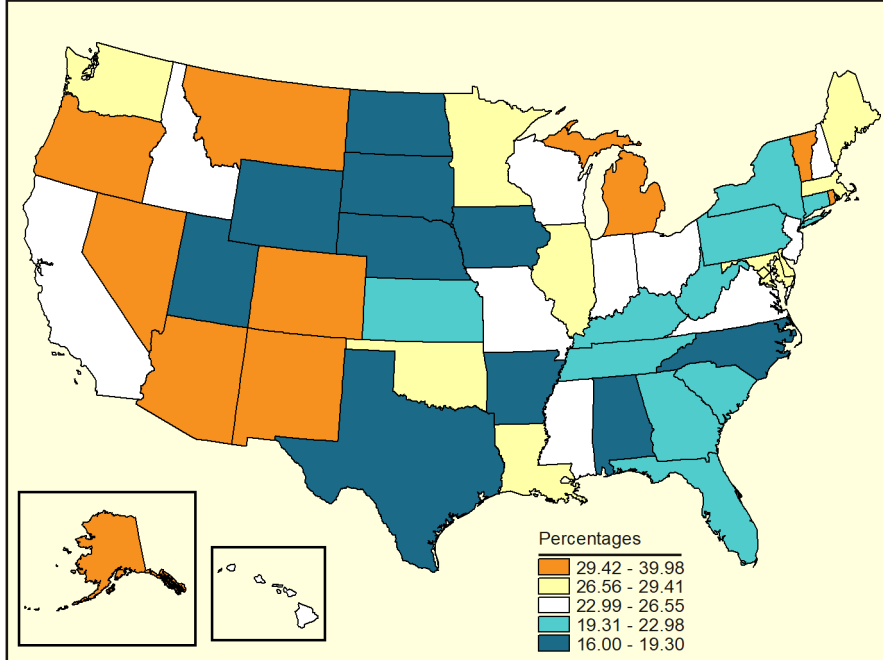 Percentages
29.42 - 39.98
26.56 - 29.41
22.99 - 26.55
19.31 - 22.98
16.00 - 19.30